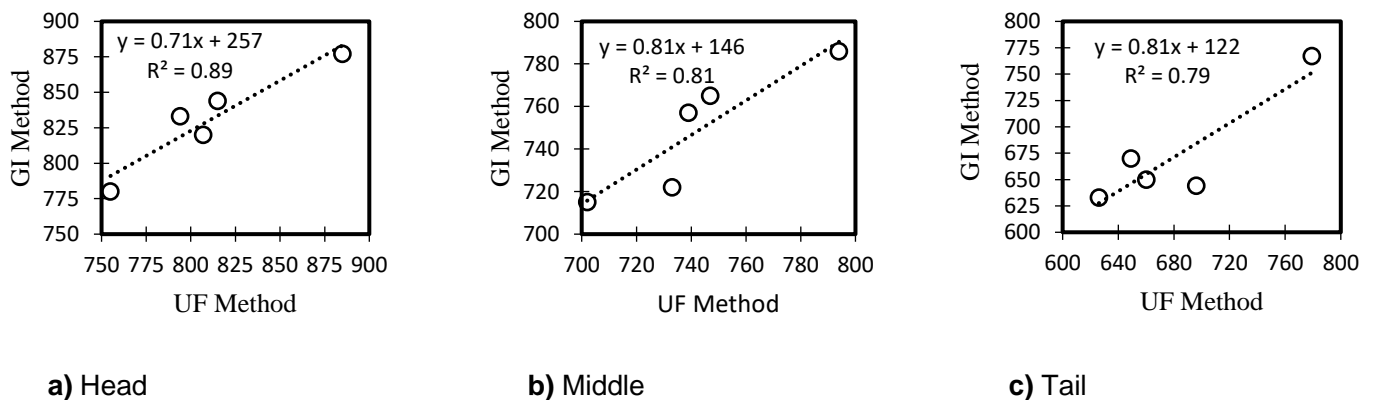 900
875
850
825
800
775
750
GI Method
y = 0.71x + 257
R² = 0.89
750 775 800 825 850 875 900
UF Method
a) Head
800
780
760
740
720
700
GI Method
y = 0.81x + 146
R² = 0.81
700 720 740 760 780 800
UF Method
b) Middle
800
775
750
725
700
675
650
625
600
GI Method
y = 0.81x + 122
R² = 0.79
600 640 680 720 760 800
UF Method
c) Tail